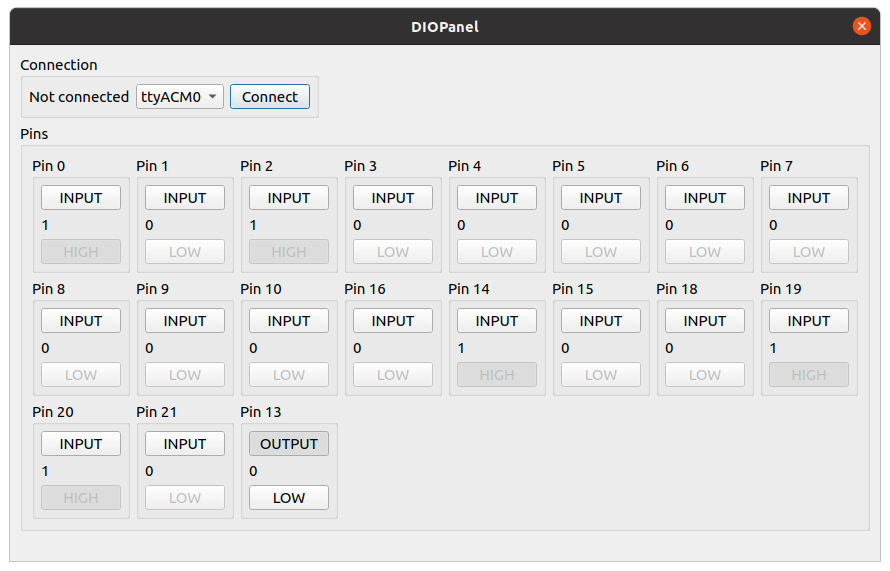 DIOPanel
Connection
Not connected ttyACM0 Connect
Pins
Pin 0 Pin 1 Pin 2 Pin 3 Pin 4 Pin 5 Pin 6 Pin 7
INPUT INPUT INPUT INPUT INPUT INPUT INPUT INPUT
1 0 1 0 0 0 0 0
HIGH LOW HIGH LOW LOW LOW LOW LOW
Pin 8 Pin 9 Pin 10 Pin 16 Pin 14 Pin 15 Pin 18 Pin 19
INPUT INPUT INPUT INPUT INPUT INPUT INPUT INPUT
0 0 0 0 1 0 0 1
LOW LOW LOW LOW HIGH LOW LOW HIGH
Pin 20 Pin 21 Pin 13
INPUT INPUT OUTPUT
1 0 0
HIGH LOW LOW